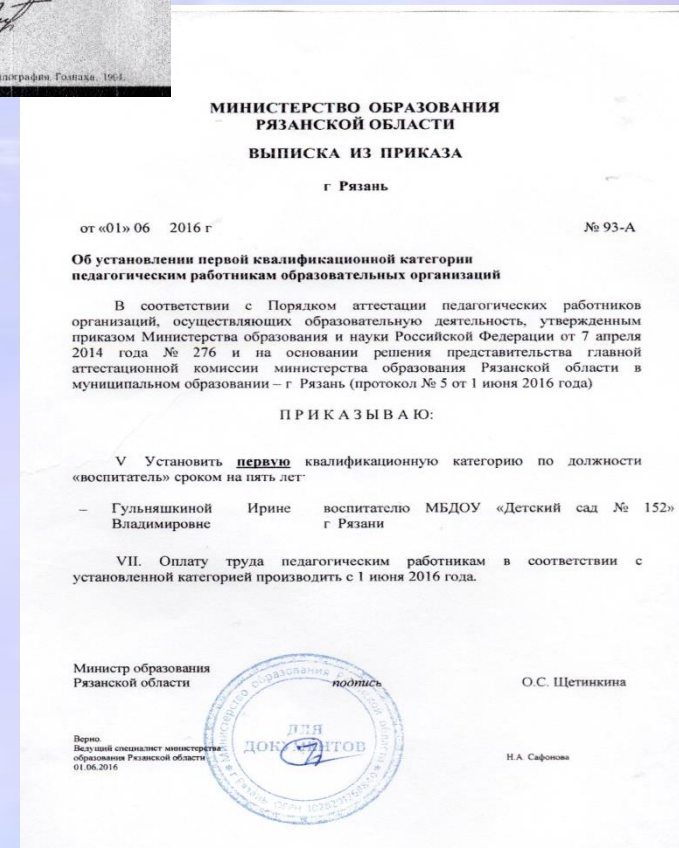 Гознака. 1994.
МИНИСТЕРСТВО ОБРАЗОВАНИЯ
РЯЗАНСКОЙ ОБЛАСТИ
ВЫПИСКА ИЗ ПРИКАЗА
г Рязань
от «01» 06 2016 г № 93-А
Об установлении первой квалификационной категории
педагогическим работникам образовательных организаций
В соответствии с Порядком аттестации педагогических работников
организаций, осуществляющих образовательную деятельность, утвержденным
приказом Министерства образования и науки Российской Федерации от 7 апреля
2014 года № 276 и на основании решения представительства главной
аттестационной комиссии министерства образования Рязанской области в
муниципальном образовании – г Рязань (протокол № 5 от 1 июня 2016 года)
П Р И К А З Ы В А Ю:
V Установить первую квалификационную категорию по должности
«воспитатель» сроком на пять лет
– Гульняшкиной Ирине воспитателю МБДОУ «Детский сад № 152»
Владимировне г Рязани
VII. Оплату труда педагогическим работникам в соответствии с
установленной категорией производить с 1 июня 2016 года.
Министр образования
Рязанской области подпись О.С. Щетинкина
Верно.
Ведущий специалист министерства
образования Рязанской области Н.А. Сафонова
01.06.2016
ДЛЯ
ДОКУМЕНТОВ